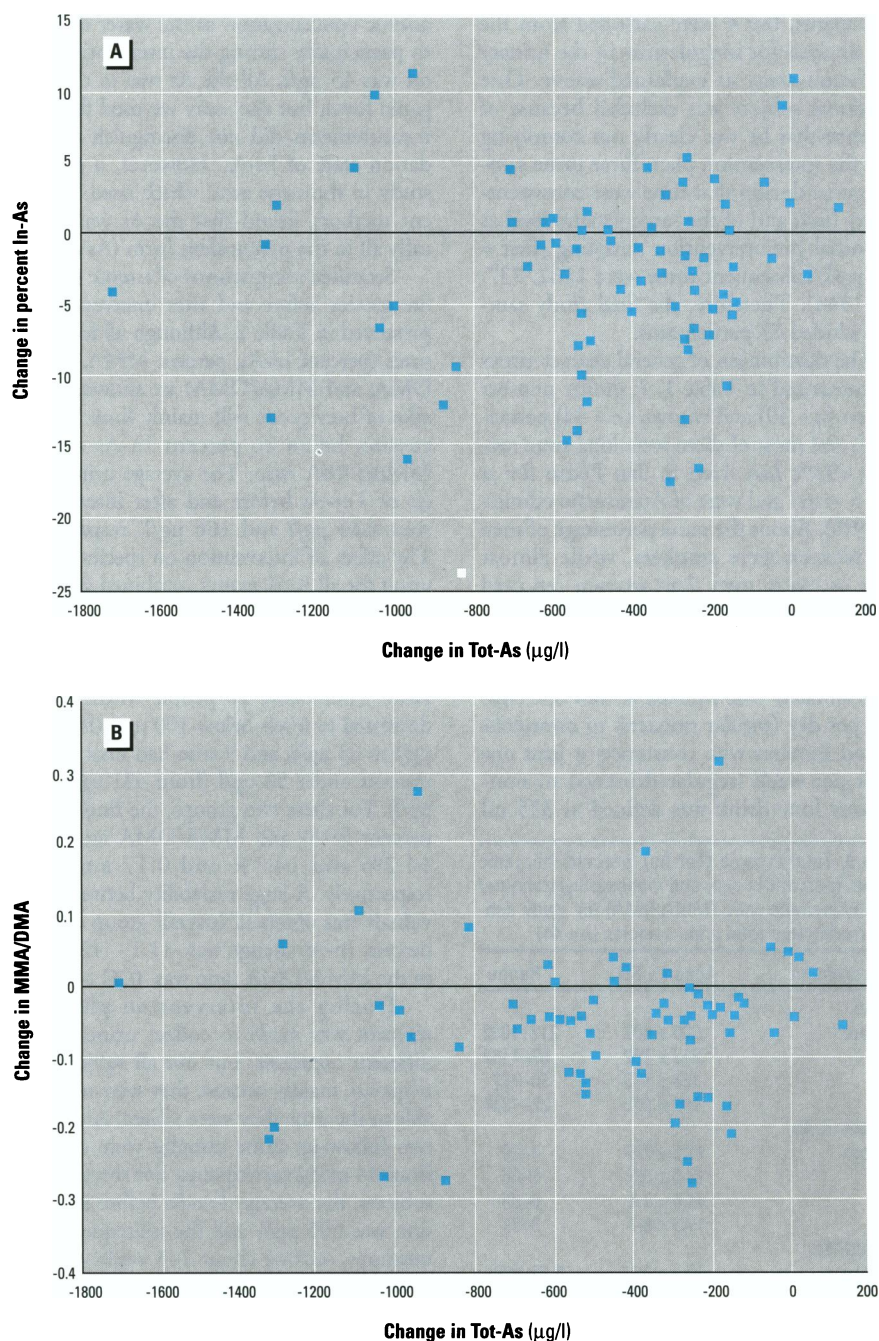 A
15
10
5
0
-5
-10
-15
-20
-25
Change in percent In-As
-1800 -1600 -1400 -1200 -1000 -800 -600 -400 -200 0 200
Change in Tot-As (µg/l)
B
0.4
0.3
0.2
0.1
0
-0.1
-0.2
-0.3
-0.4
Change in MMA/DMA
-1800 -1600 -1400 -1200 -1000 -800 -600 -400 -200 0 200
Change in Tot-As (µg/l)